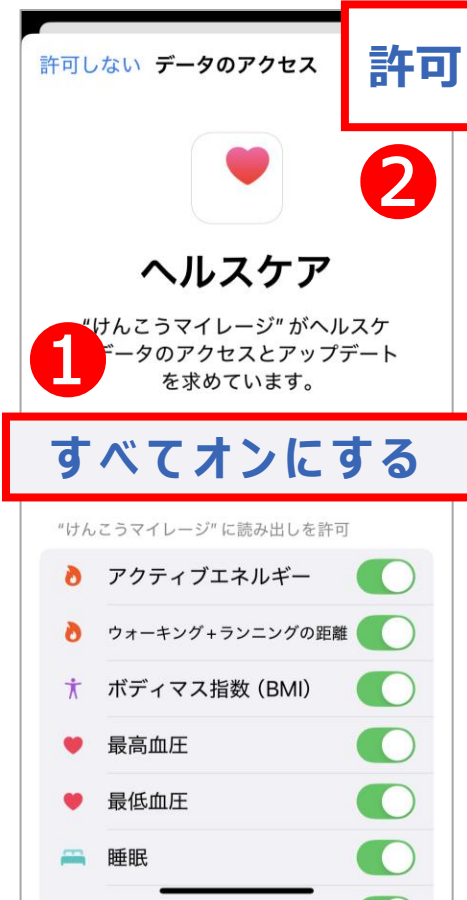 許可しない データのアクセス 許可
2
ヘルスケア
“けんこうマイレージ” がヘルスケ
データのアクセスとアップデート
を求めています。
1
すべてオンにする
“けんこうマイレージ” に読み出しを許可
アクティブエネルギー
ウォーキング+ランニングの距離
ボディマス指数（BMI）
最高血圧
最低血圧
睡眠